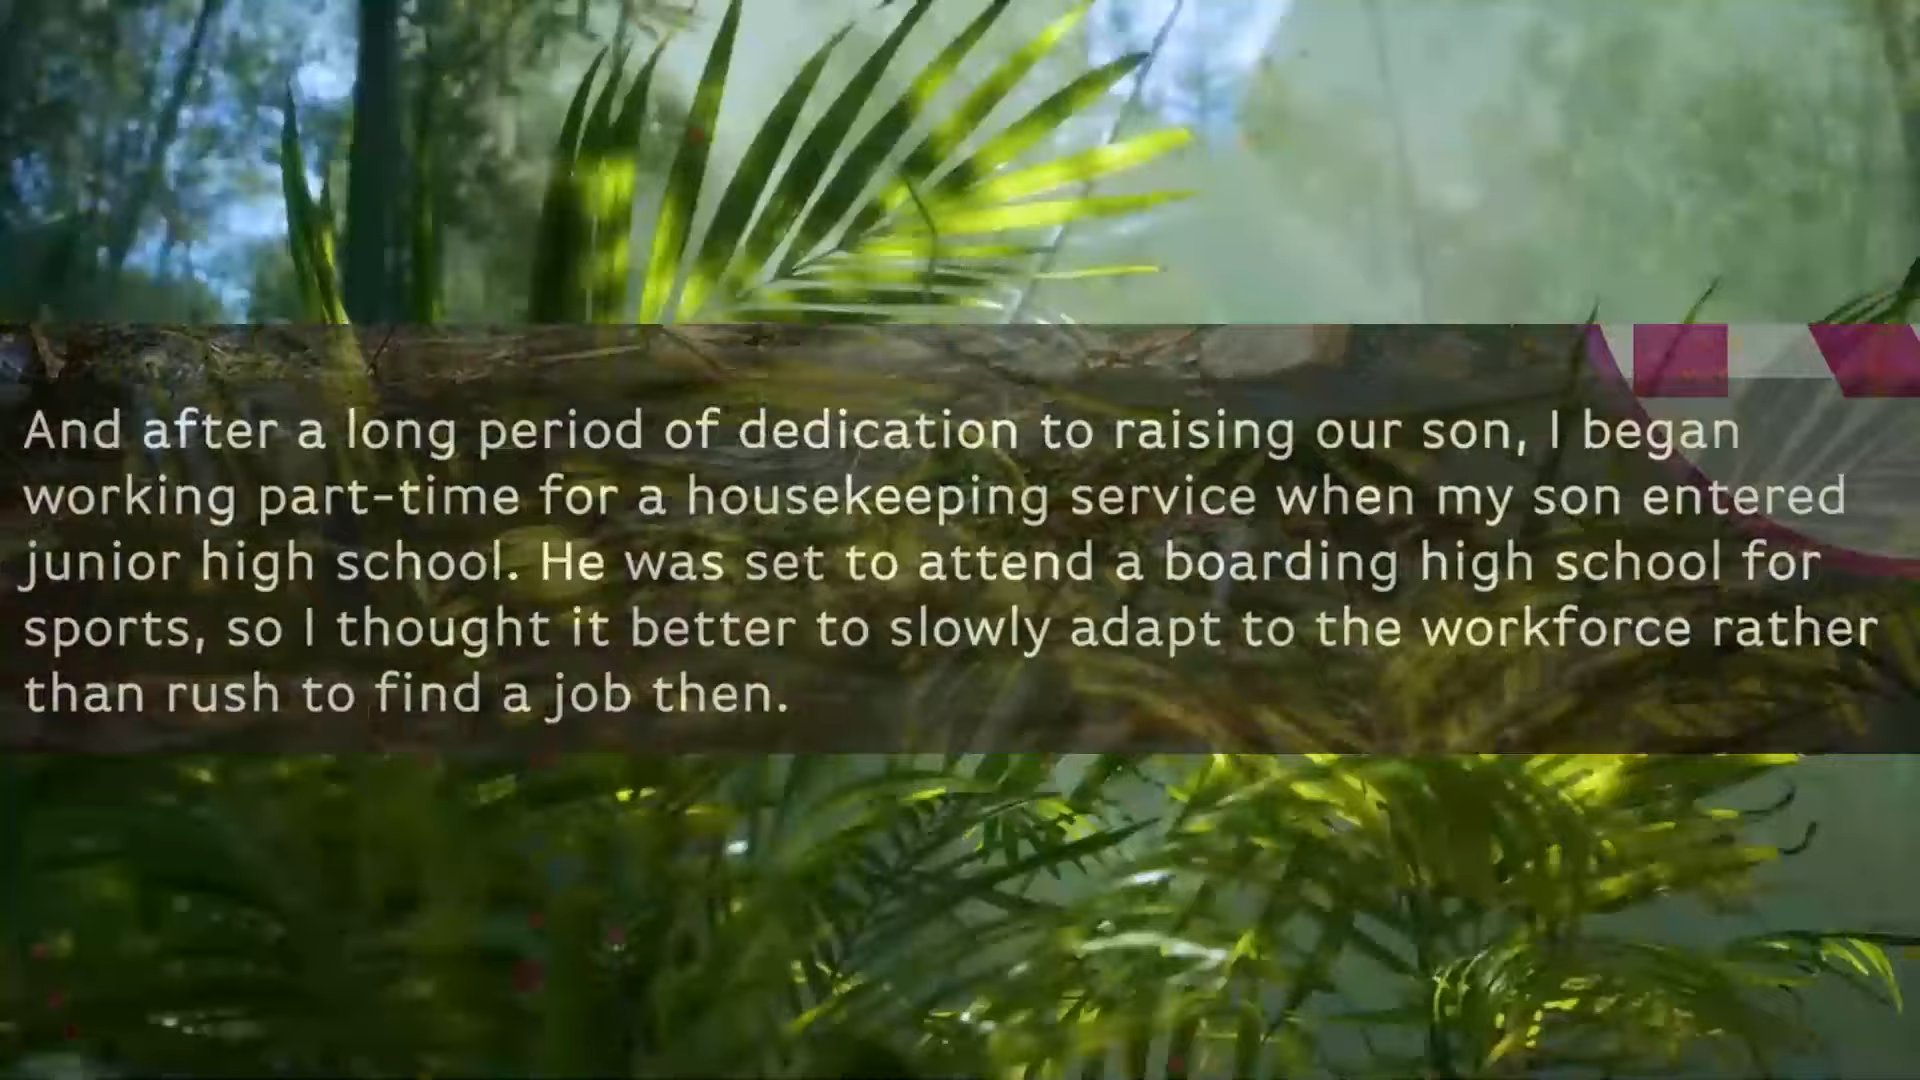 And after a long period of dedication to raising our son, I began
working part-time for a housekeeping service when my son entered
junior high school. He was set to attend a boarding high school for
sports, so I thought it better to slowly adapt to the workforce rather
than rush to find a job then.